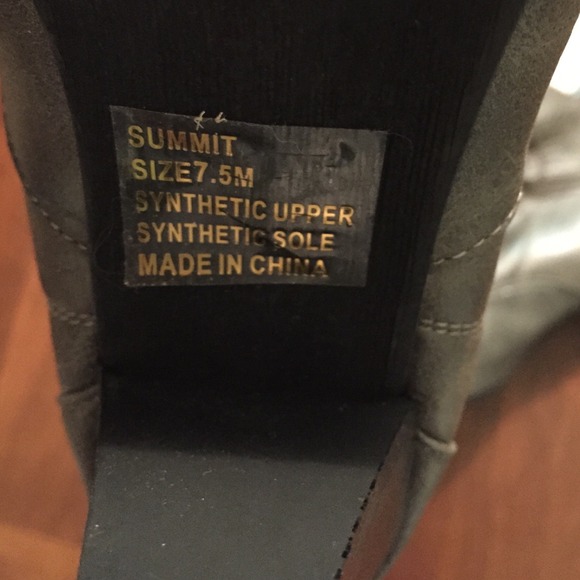 SUMMIT
SIZE7.5M
SYNTHETIC UPPER
SYNTHETIC SOLE
MADE IN CHINA